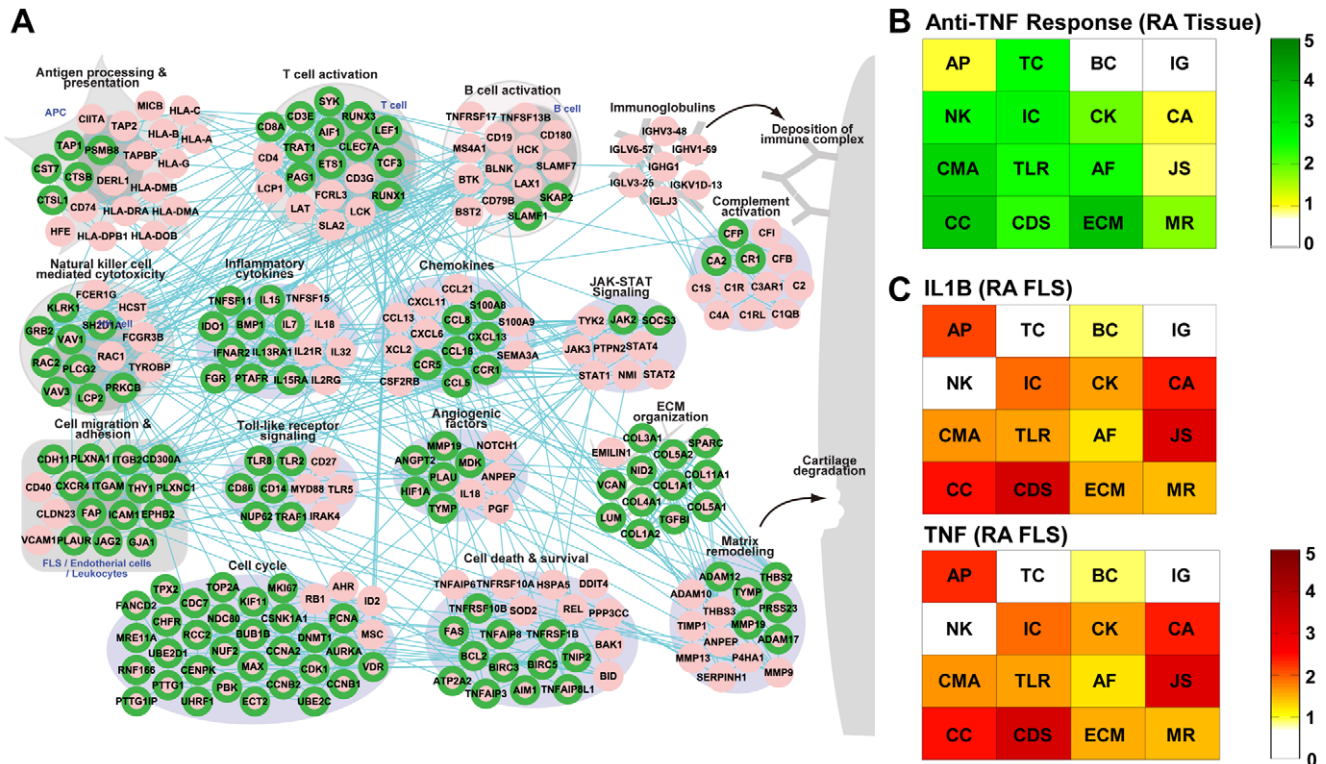 A
Antigen processing &
presentation
APC
CIITA
MICB
HLA-C
TAP2
HLA-B
HLA-A
TAP1
PSMB8
TAPBP
HLA-G
CST7
CTSB
DERL1
HLA-DMB
CTSL1
CD74
HLA-DRA
HLA-DMA
HFE
HLA-DPB1
HLA-DOB
T cell activation
T cell
SYK
CD3E
RUNX3
CD8A
AIF1
LEF1
TRAT1
CLEC7A
CD4
ETS1
TCF3
PAG1
CD3G
LCP1
FCRL3
RUNX1
LAT
LCK
SLA2
B cell activation
B cell
TNFRSF17
TNFSF13B
CD19
CD180
MS4A1
HCK
BLNK
SLAMF7
BTK
LAX1
CD79B
SKAP2
BST2
SLAMF1
Immunoglobulins
IGHV3-48
IGLV6-57
IGHV1-69
IGHG1
IGLV3-25
IGKV1D-13
IGLJ3
Deposition of
immune complex
Complement
activation
CFP
CFI
CA2
CR1
CFB
C1S
C1R
C3AR1
C2
C4A
C1RL
C1QB
Natural killer cell
mediated cytotoxicity
FCER1G
KLRK1
HCST
GRB2
SH2D1A
VAV1
FCGR3B
RAC2
RAC1
PLCG2
TYROBP
VAV3
LCP2
PRKCB
Inflammatory
cytokines
TNFSF11
IL15
TNFSF15
IDO1
BMP1
IL7
IL18
IFNAR2
IL13RA1
IL21R
IL32
FGR
PTAFR
IL15RA
IL2RG
Chemokines
CCL21
CXCL11
S100A8
CCL13
CCL8
S100A9
CXCL6
CXCL13
XCL2
CCL18
SEMA3A
CCR5
CCR1
CSF2RB
CCL5
JAK-STAT
Signaling
TYK2
JAK2
SOCS3
JAK3
PTPN2
STAT4
STAT1
NMI
STAT2
Cell migration &
adhesion
CDH11
PLXNA1
ITGB2
CD300A
CD40
CXCR4
ITGAM
THY1
PLXNC1
CLDN23
FAP
ICAM1
EPHB2
VCAM1
PLAUR
JAG2
GJA1
FLS / Endotherial cells
/ Leukocytes
Toll-like receptor
signaling
TLR8
TLR2
CD27
CD86
CD14
MYD88
TLR5
NUP62
TRAF1
IRAK4
Angiogenic
factors
MMP19
NOTCH1
ANGPT2
MDK
PLAU
ANPEP
HIF1A
IL18
TYMP
PGF
ECM
organization
COL3A1
SPARC
EMILIN1
COL5A2
NID2
COL11A1
VCAN
COL1A1
COL4A1
COL5A1
LUM
TGFBI
COL1A2
Cartilage
degradation
Matrix
remodeling
ADAM12
THBS2
ADAM10
TYMP
THBS3
PRSS23
TIMP1
MMP19
ANPEP
ADAM17
MMP13
P4HA1
SERPINH1
MMP9
Cell cycle
TPX2
TOP2A
MKI67
AHR
FANCD2
CDC7
KIF11
RB1
ID2
CHFR
NDC80
CSNK1A1
PCNA
MRE11A
RCC2
BUB1B
DNMT1
MSC
UBE2D1
NUF2
CCNA2
AURKA
RNF166
CENPK
MAX
CDK1
VDR
PTTG1
PBK
CCNB2
CCNB1
PTTG1IP
UHRF1
ECT2
UBE2C
Cell death & survival
TNFAIP6
TNFRSF10A
HSPA5
DDIT4
TNFRSF10B
SOD2
REL
PPP3CC
FAS
TNFAIP8
TNFRSF1B
BCL2
TNIP2
BAK1
BIRC3
BIRC5
ATP2A2
BID
TNFAIP3
AIM1
TNFAIP8L1
B
Anti-TNF Response (RA Tissue)
AP TC BC IG
NK IC CK CA
CMA TLR AF JS
CC CDS ECM MR
5
4
3
2
1
0
C
IL1B (RA FLS)
AP TC BC IG
NK IC CK CA
CMA TLR AF JS
CC CDS ECM MR
TNF (RA FLS)
AP TC BC IG
NK IC CK CA
CMA TLR AF JS
CC CDS ECM MR
5
4
3
2
1
0